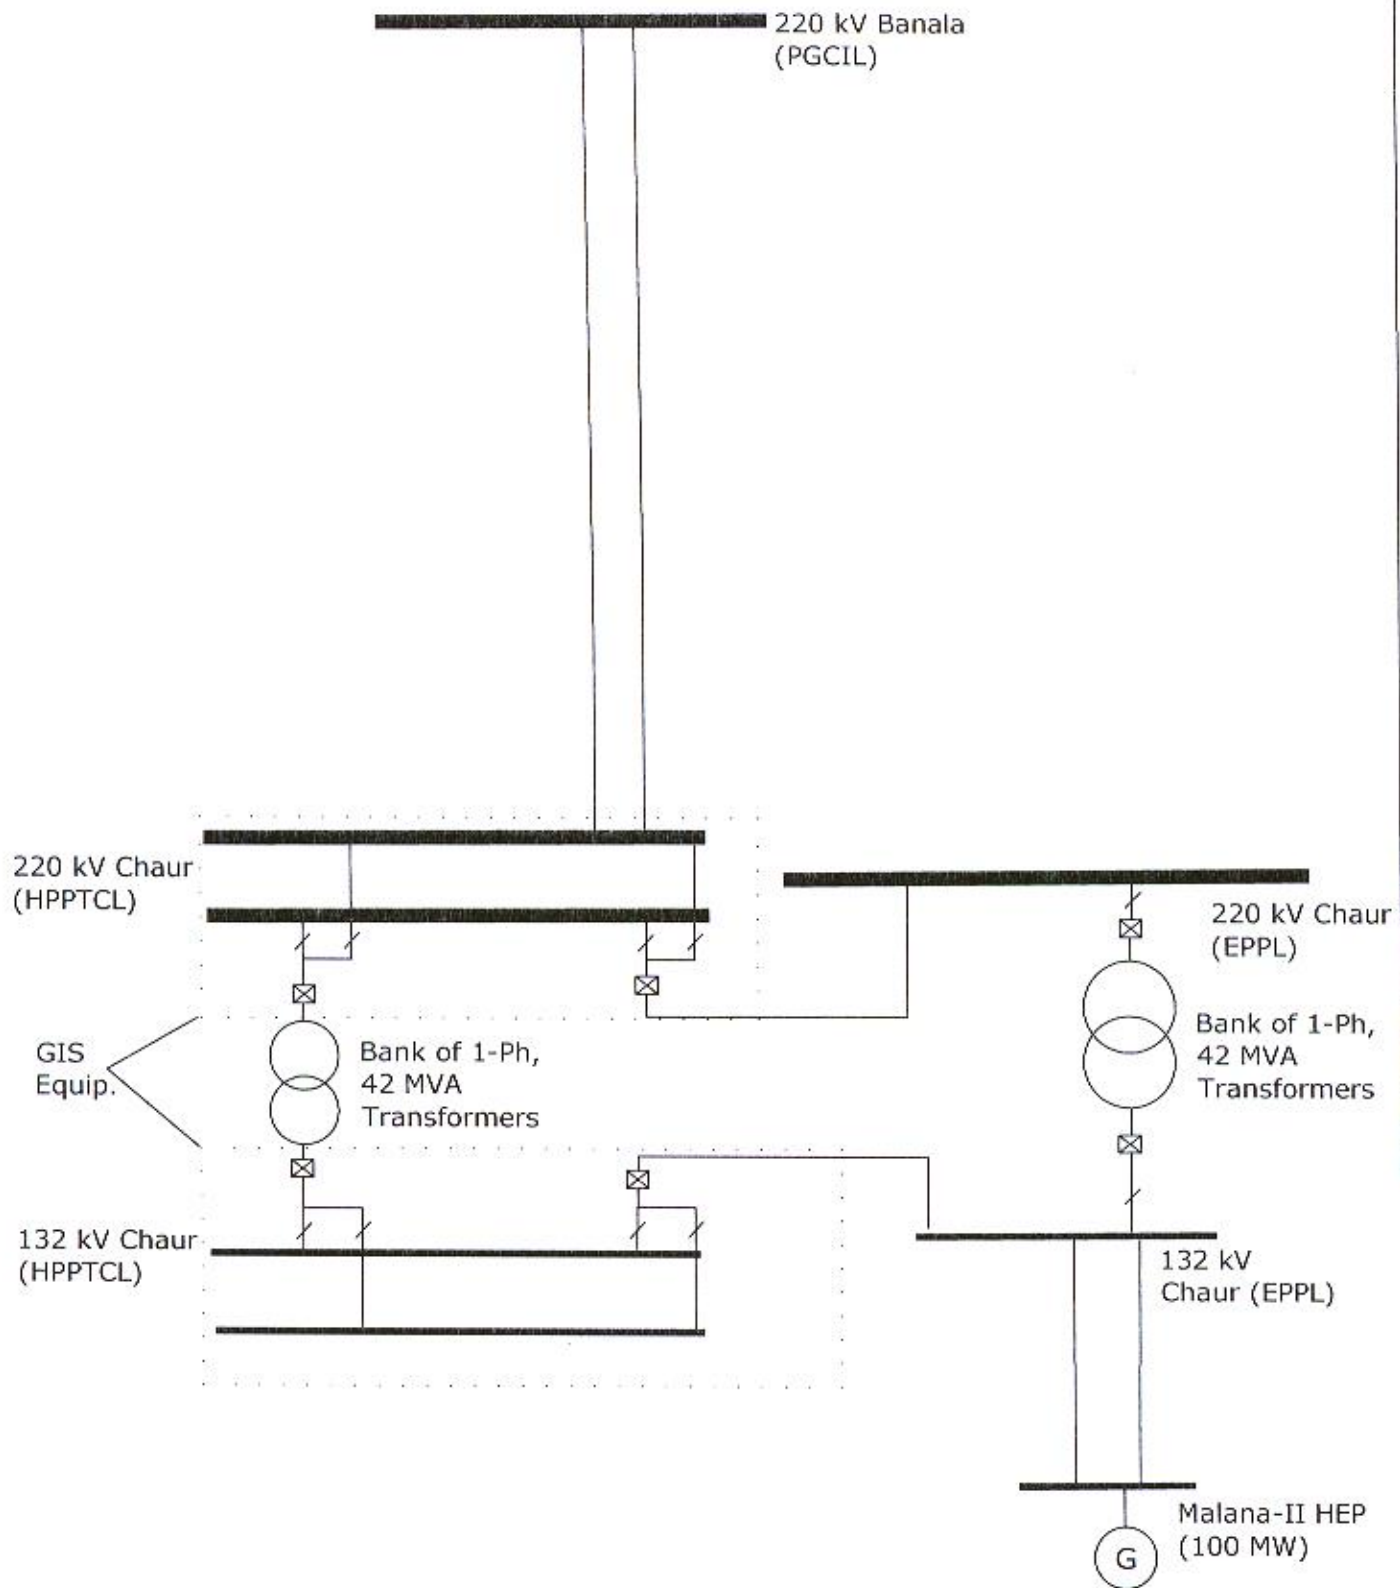 220 kV Banala
(PGCIL)
220 kV Chaur
(HPPTCL)
220 kV Chaur
(EPPL)
GIS
Equip.
Bank of 1-Ph,
42 MVA
Transformers
Bank of 1-Ph,
42 MVA
Transformers
132 kV Chaur
(HPPTCL)
132 kV
Chaur (EPPL)
Malana-II HEP
(100 MW)
G